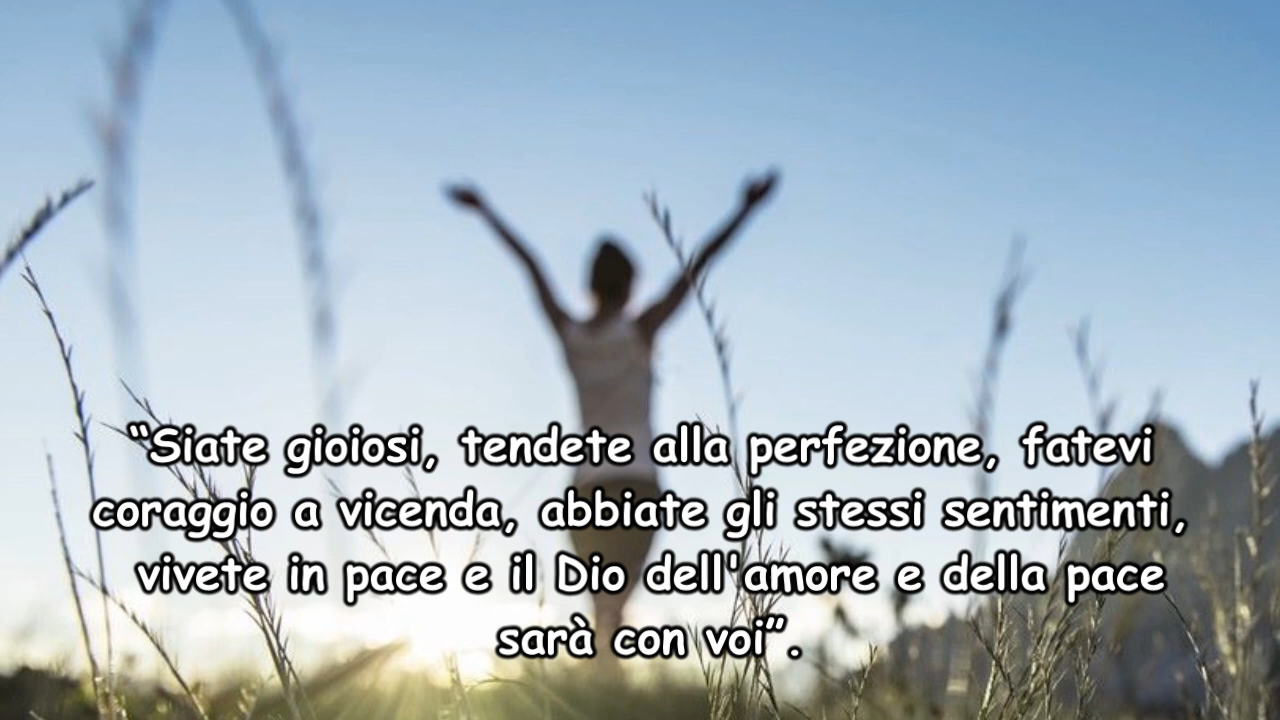 “Siate gioiosi, tendete alla perfezione, fatevi
coraggio a vicenda, abbiate gli stessi sentimenti,
vivete in pace e il Dio dell'amore e della pace
sarà con voi”.